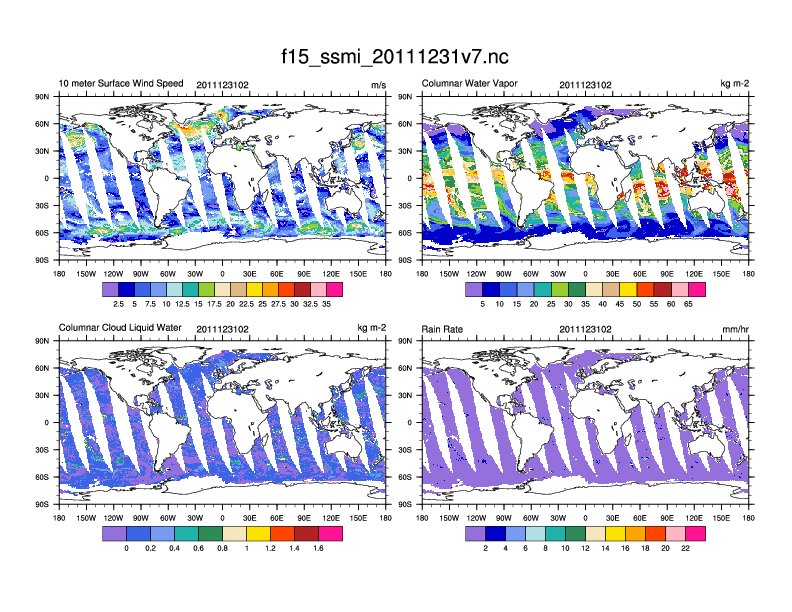 f15_ssmi_20111231v7.nc
10 meter Surface Wind Speed 2011123102 m/s
Columnar Water Vapor 2011123102 kg m-2
90N
60N
30N
0
30S
60S
90S
180 150W 120W 90W 60W 30W 0 30E 60E 90E 120E 150E 180
90N
60N
30N
0
30S
60S
90S
180 150W 120W 90W 60W 30W 0 30E 60E 90E 120E 150E 180
2.5 5 7.5 10 12.5 15 17.5 20 22.5 25 27.5 30 32.5 35
5 10 15 20 25 30 35 40 45 50 55 60 65
Columnar Cloud Liquid Water 2011123102 kg m-2
Rain Rate 2011123102 mm/hr
90N
60N
30N
0
30S
60S
90S
180 150W 120W 90W 60W 30W 0 30E 60E 90E 120E 150E 180
90N
60N
30N
0
30S
60S
90S
180 150W 120W 90W 60W 30W 0 30E 60E 90E 120E 150E 180
0 0.2 0.4 0.6 0.8 1 1.2 1.4 1.6
2 4 6 8 10 12 14 16 18 20 22